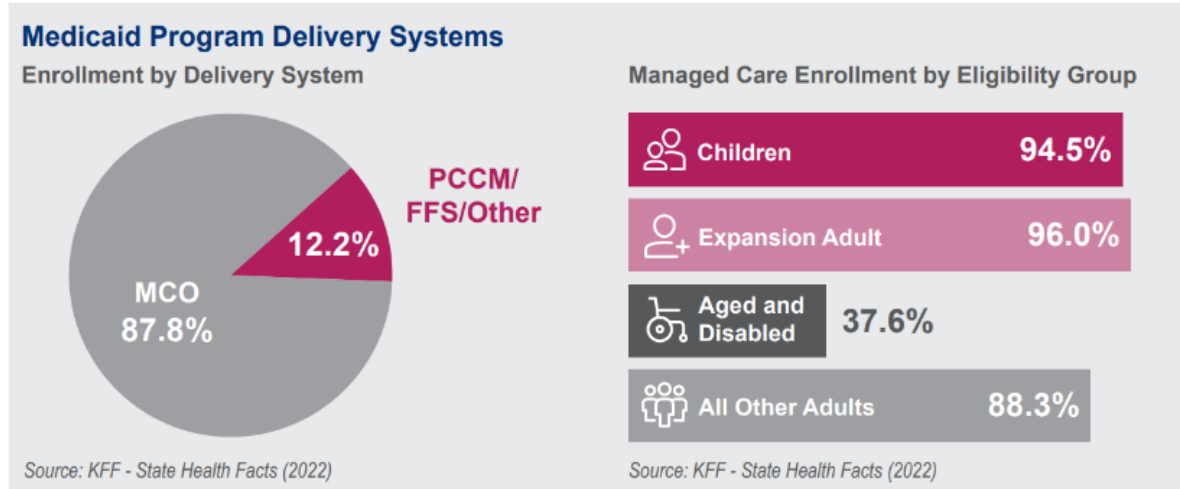 Medicaid Program Delivery Systems
Enrollment by Delivery System
PCCM/
FFS/Other
12.2%
MCO
87.8%
Source: KFF - State Health Facts (2022)
Managed Care Enrollment by Eligibility Group
Children 94.5%
Expansion Adult 96.0%
Aged and
Disabled
37.6%
All Other Adults 88.3%
Source: KFF - State Health Facts (2022)